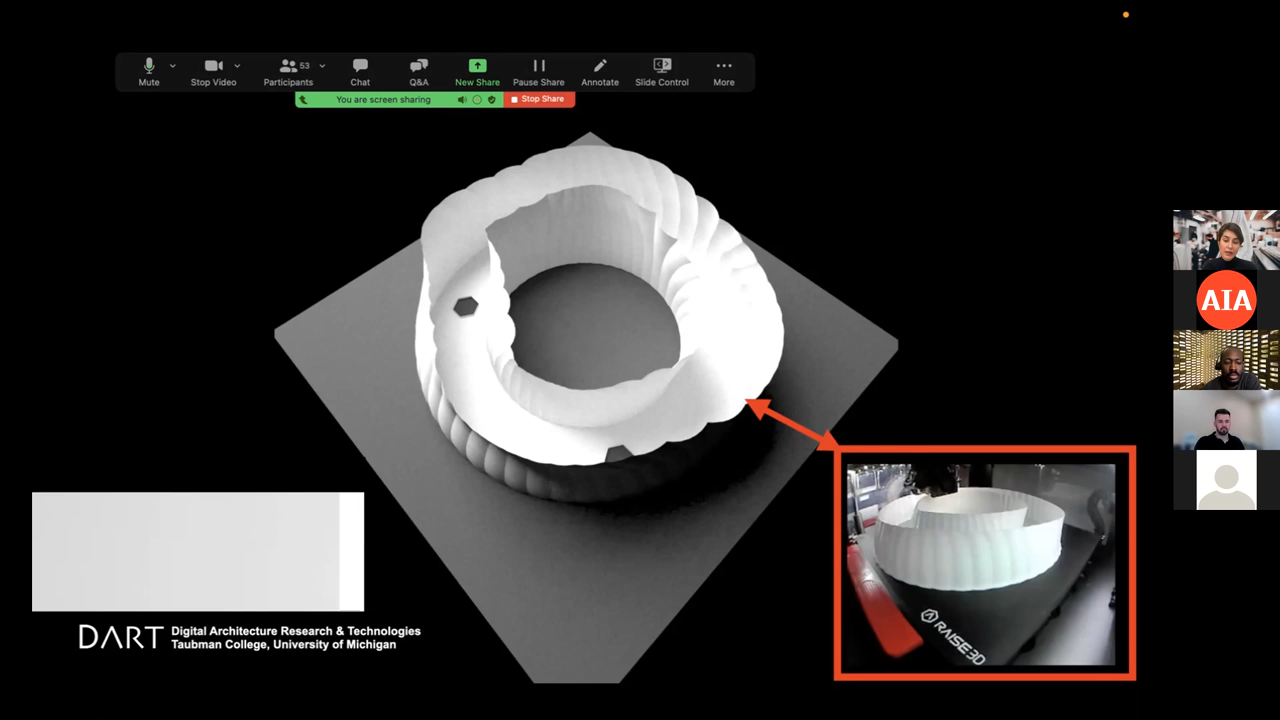 53
Mute
Stop Video
Participants
Chat
Q&A
New Share
Pause Share
Annotate
Slide Control
More
You are screen sharing
Stop Share
AIA
RAISE3D
DART
Digital Architecture Research & Technologies
Taubman College, University of Michigan